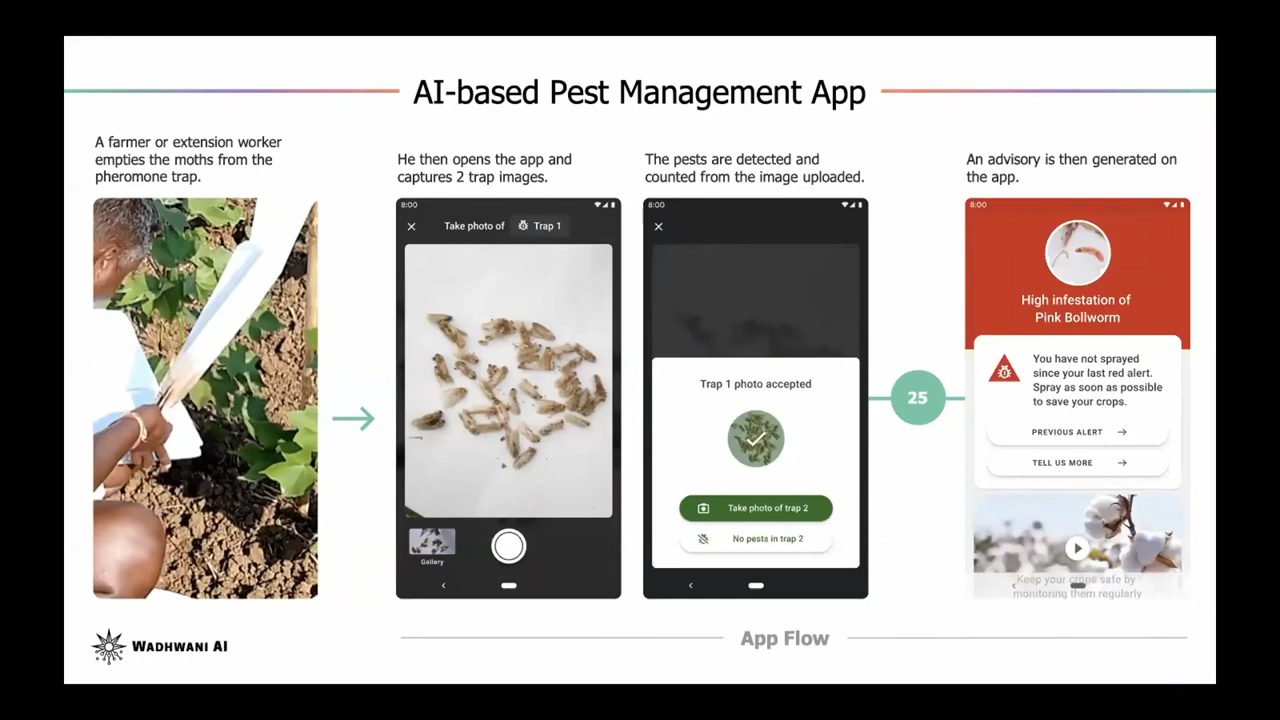 AI-based Pest Management App
A farmer or extension worker
empties the moths from the
pheromone trap.
He then opens the app and
captures 2 trap images.
The pests are detected and
counted from the image uploaded.
An advisory is then generated on
the app.
8:00
Take photo of Trap 1
Gallery
8:00
Trap 1 photo accepted
Take photo of trap 2
No pests in trap 2
25
8:00
High infestation of
Pink Bollworm
You have not sprayed
since your last red alert.
Spray as soon as possible
to save your crops.
PREVIOUS ALERT
TELL US MORE
Keep your crops safe by
monitoring them regularly
WADHWANI AI
App Flow